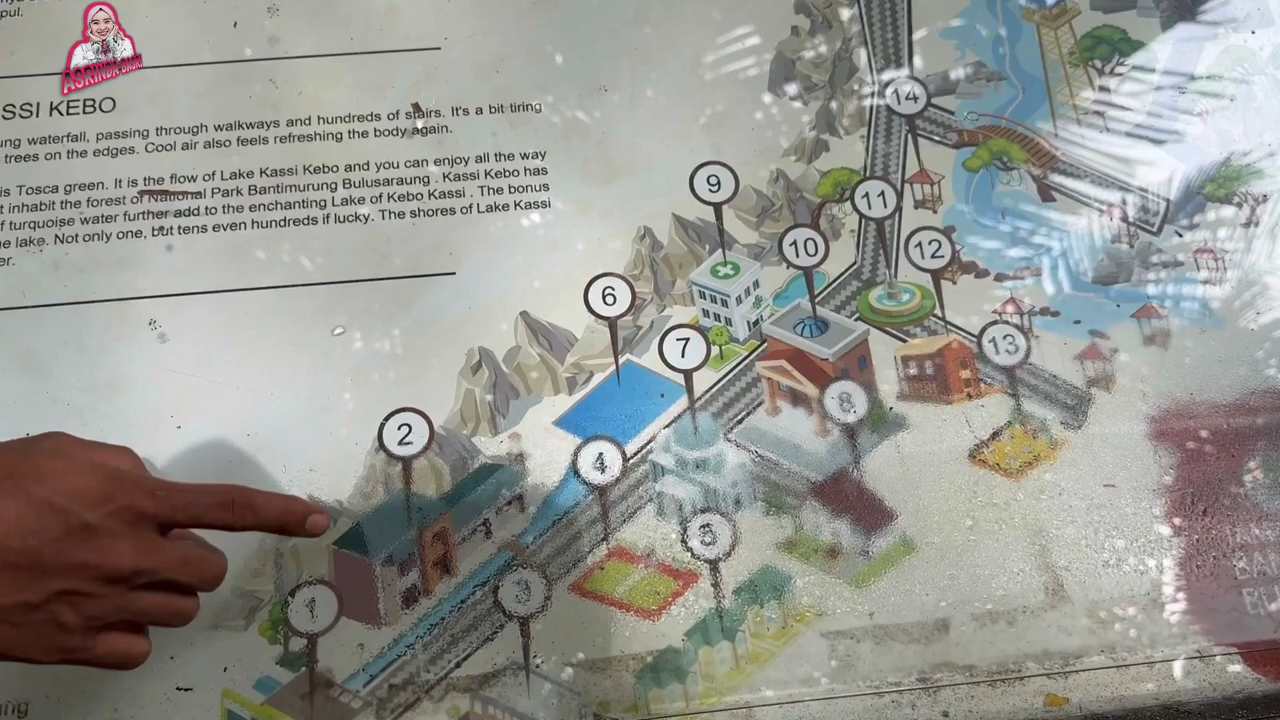 pul.
ASRINDA-BASRI
SSI KEBO
ung waterfall, passing through walkways and hundreds of stairs. It's a bit tiring
trees on the edges. Cool air also feels refreshing the body again.
is Tosca green. It is the flow of Lake Kassi Kebo and you can enjoy all the way
t inhabit the forest of National Park Bantimurung Bulusaraung . Kassi Kebo has
f turquoise water further add to the enchanting Lake of Kebo Kassi . The bonus
e lake. Not only one, but tens even hundreds if lucky. The shores of Lake Kassi
er.
14
9
11
10
12
6
7
13
8
2
4
5
3
1
ng